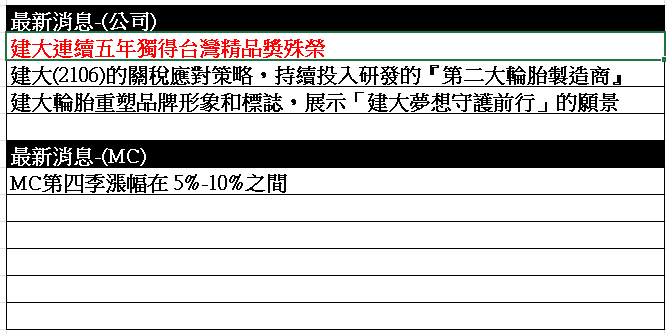 最新消息-(公司)
建大連續五年獨得台灣精品獎殊榮
建大(2106)的關稅應對策略，持續投入研發的『第二大輪胎製造商』
建大輪胎重塑品牌形象和標誌，展示「建大夢想守護前行」的願景
最新消息-(MC)
MC第四季漲幅在 5%-10%之間